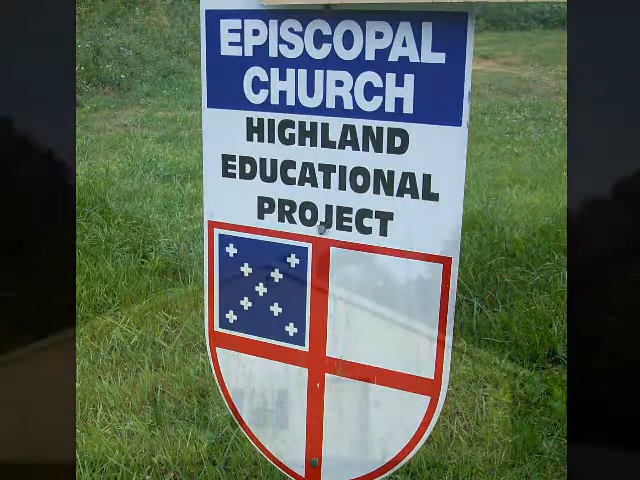 EPISCOPAL
CHURCH
HIGHLAND
EDUCATIONAL
PROJECT